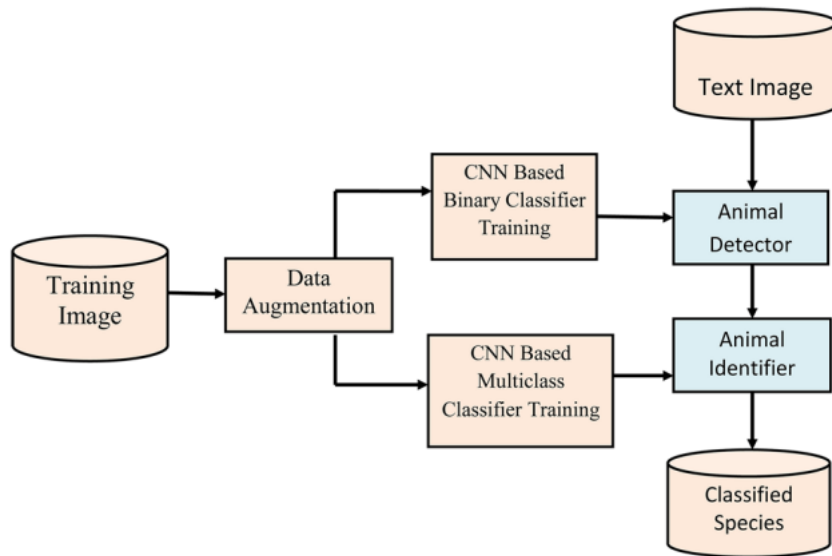 Text Image
CNN Based
Binary Classifier
Training
Animal
Detector
Training
Image
Data
Augmentation
CNN Based
Multiclass
Classifier Training
Animal
Identifier
Classified
Species